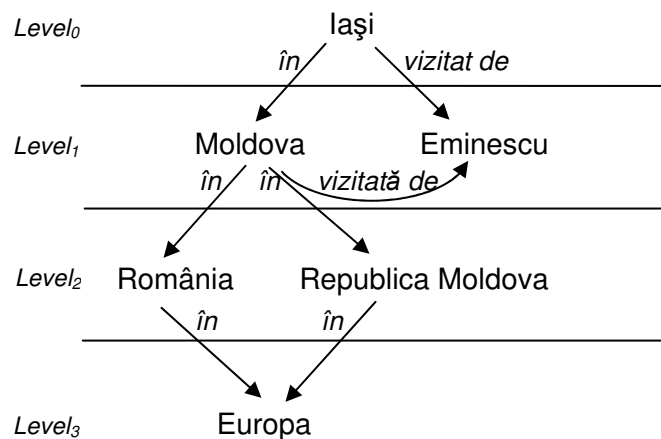 Level0 Iaşi
în vizitat de
Level1 Moldova Eminescu
în în vizitată de
Level2 România Republica Moldova
în în
Level3 Europa